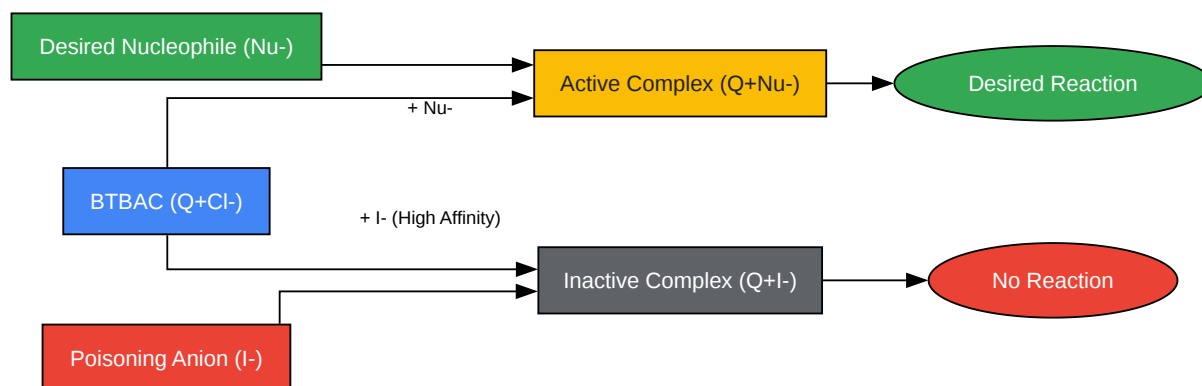 Desired Nucleophile (Nu-)
Active Complex (Q+Nu-)
Desired Reaction
+ Nu-
BTBAC (Q+Cl-)
+ I- (High Affinity)
Inactive Complex (Q+I-)
No Reaction
Poisoning Anion (I-)